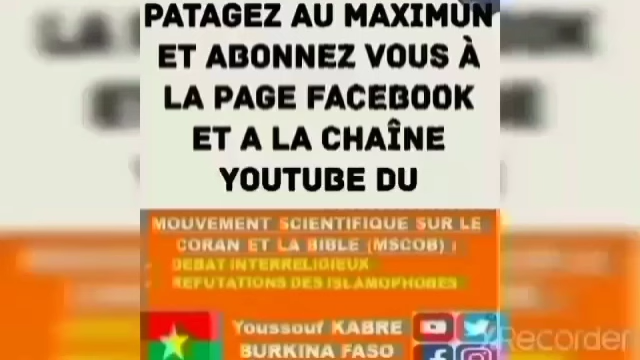 PATAGEZ AU MAXIMUN
ET ABONNEZ VOUS À
LA PAGE FACEBOOK
ET A LA CHAÎNE
YOUTUBE DU
MOUVEMENT SCIENTIFIQUE SUR LE
CORAN ET LA BIBLE (MSCOB) :
- DEBAT INTERRELIGIEUX
- REFUTATIONS DES ISLAMOPHOBES
Youssouf KABRE
BURKINA FASO
Recorder